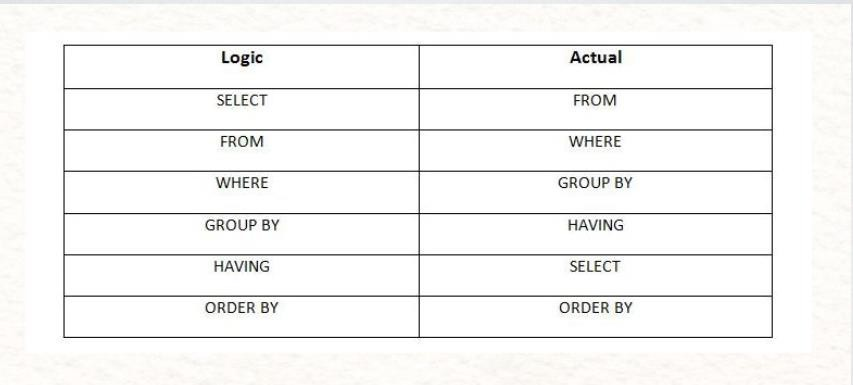 Logic Actual
SELECT FROM
FROM WHERE
WHERE GROUP BY
GROUP BY HAVING
HAVING SELECT
ORDER BY ORDER BY